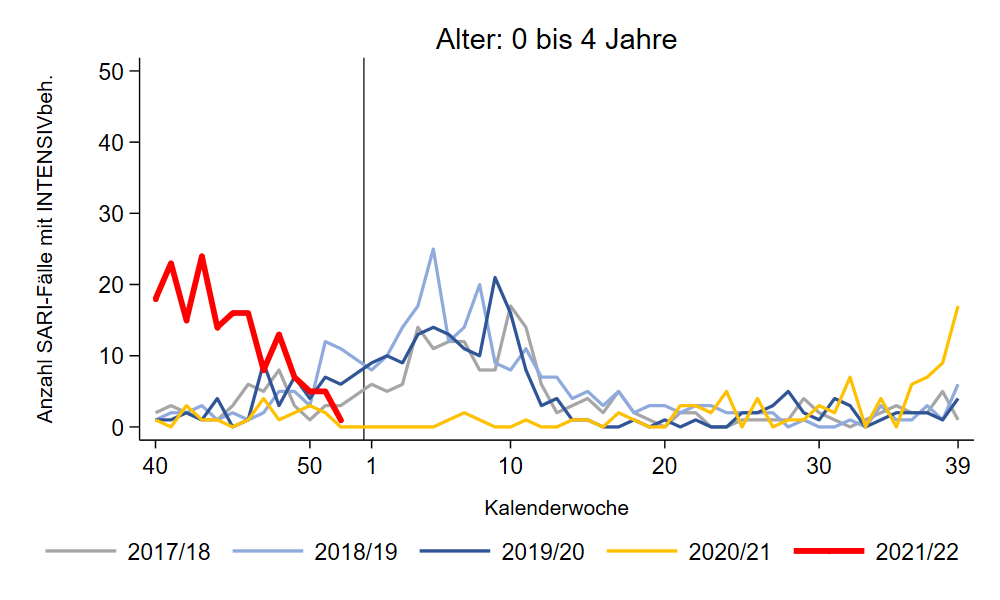 Alter: 0 bis 4 Jahre
Anzahl SARI-Fälle mit INTENSIVbeh.
50
40
30
20
10
0
40 50 1 10 20 30 39
Kalenderwoche
2017/18 2018/19 2019/20 2020/21 2021/22